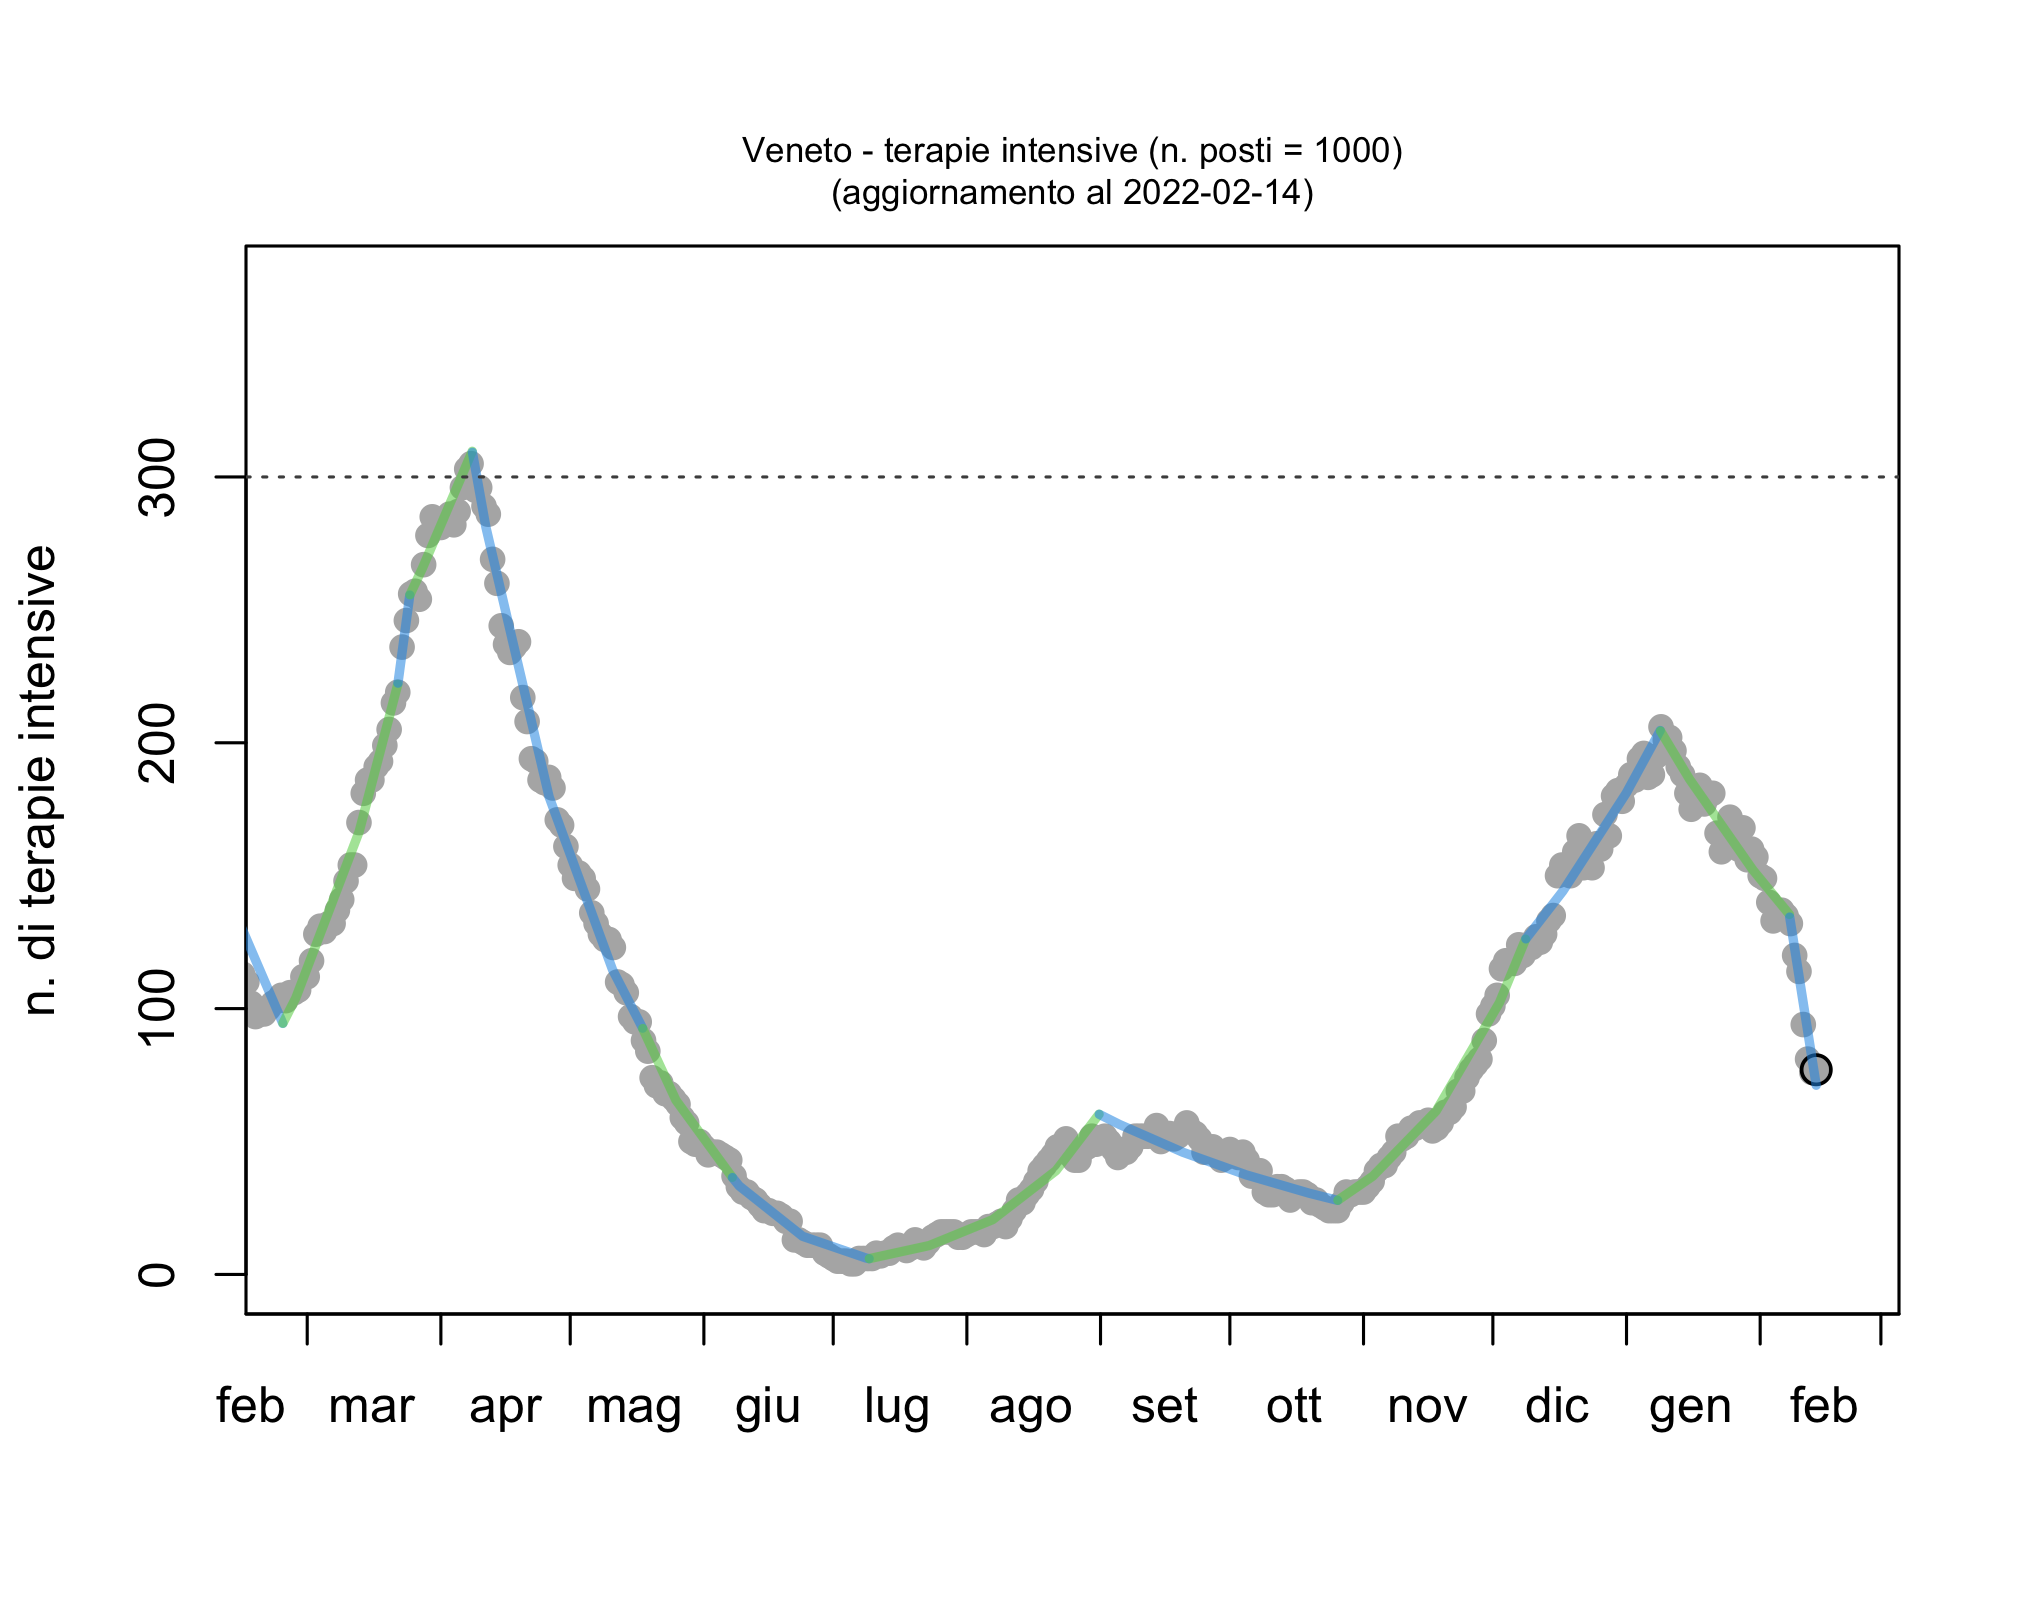 Veneto - terapie intensive (n. posti = 1000)
(aggiornamento al 2022-02-14)
n. di terapie intensive
300
200
100
0
feb mar apr mag giu lug ago set ott nov dic gen feb